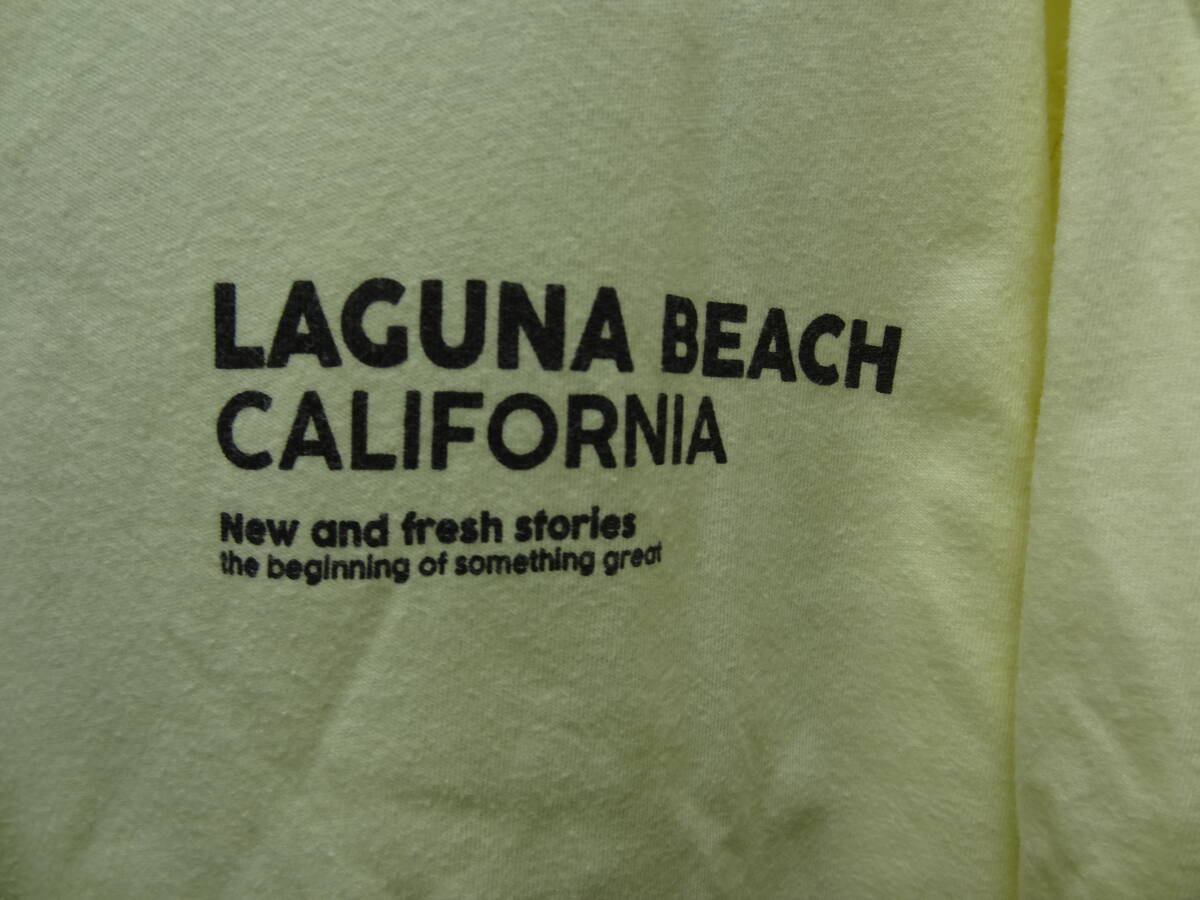 LAGUNA BEACH
CALIFORNIA
New and fresh stories
the beginning of something great